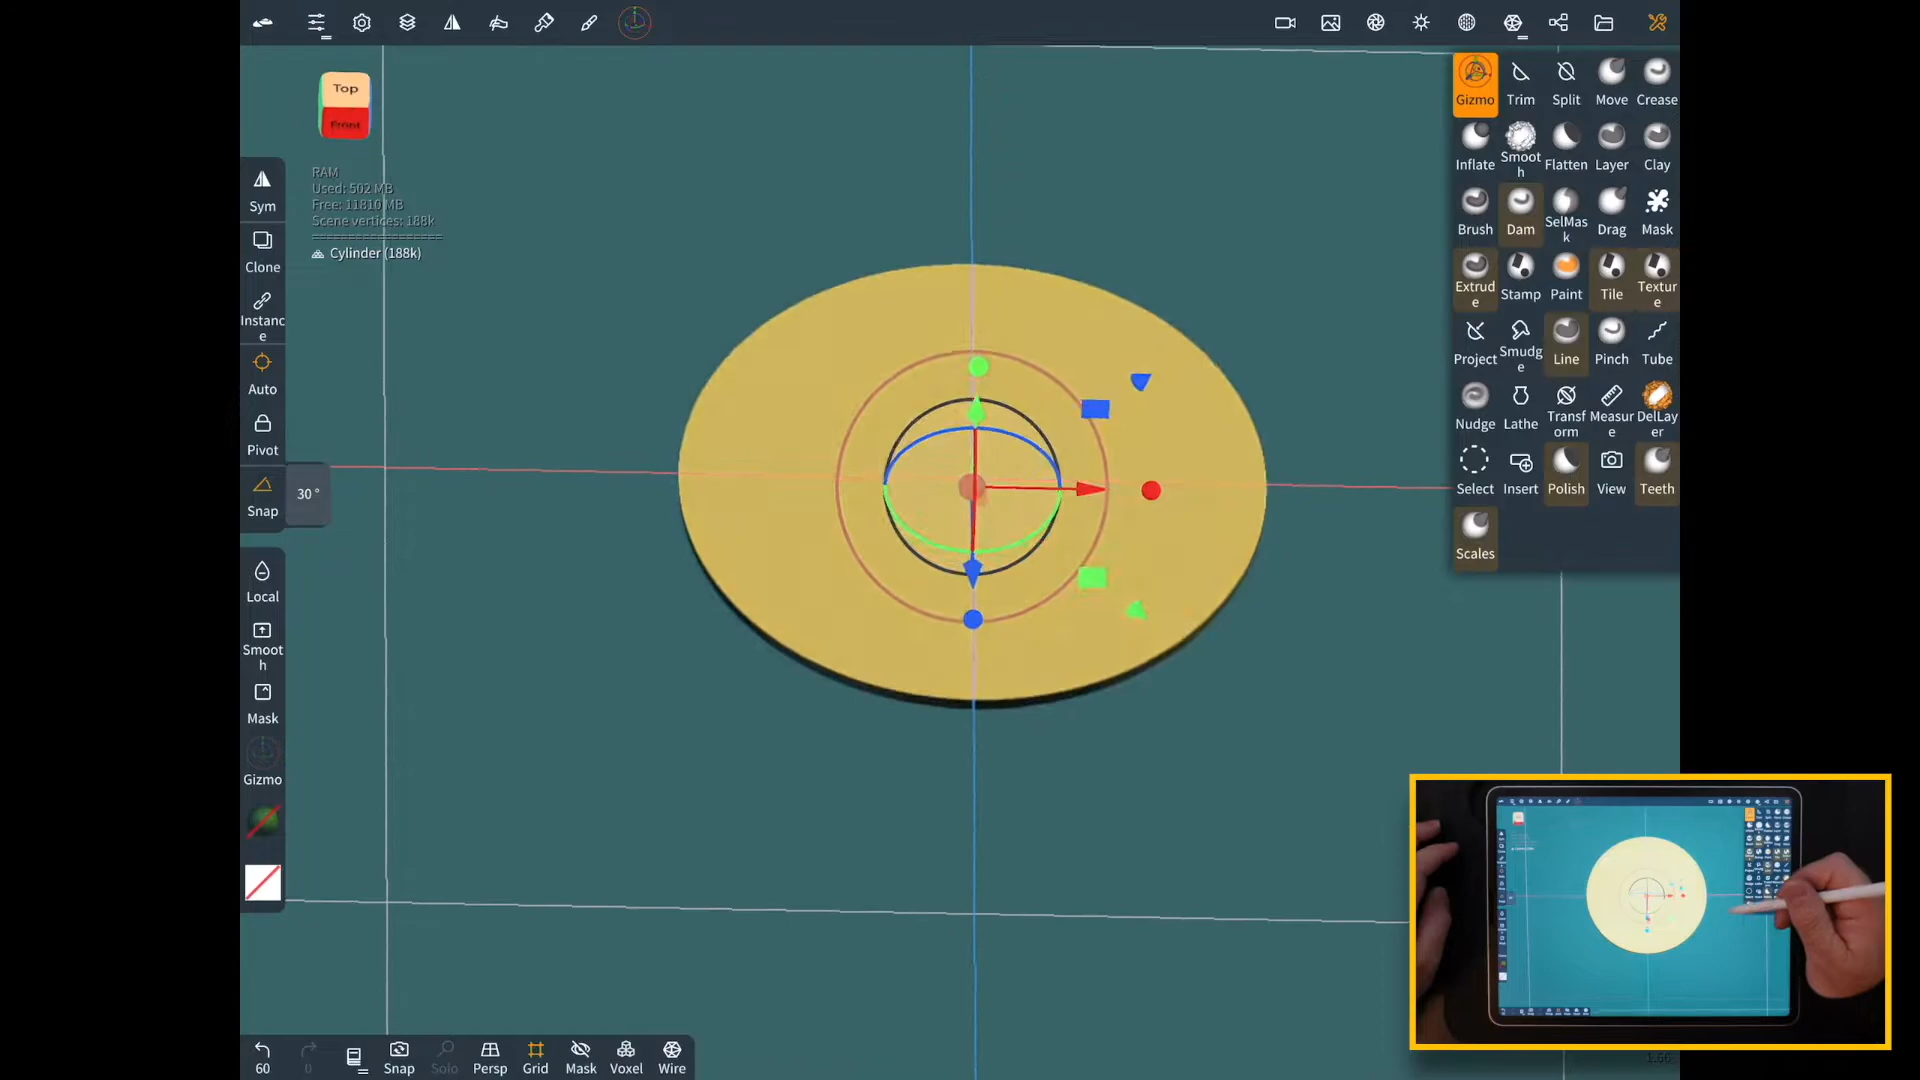 Top
Front
RAM
Used: 502 MB
Free: 11810 MB
Scene vertices: 188k
Cylinder (188k)
Sym
Clone
Instanc
e
Auto
Pivot
Snap
30 °
Local
Smoot
h
Mask
Gizmo
Gizmo
Trim
Split
Move
Crease
Inflate
Smoot
h
Flatten
Layer
Clay
Brush
Dam
SelMas
k
Drag
Mask
Extrud
e
Stamp
Paint
Tile
Textur
e
Project
Smudg
e
Line
Pinch
Tube
Nudge
Lathe
Transf
orm
Measur
e
DelLay
er
Select
Insert
Polish
View
Teeth
Scales
60
0
Snap
Solo
Persp
Grid
Mask
Voxel
Wire